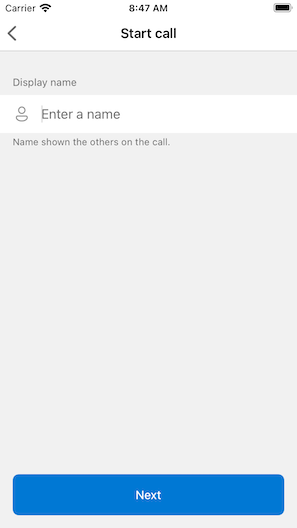 Carrier 8:47 AM
Start call
Display name
Enter a name
Name shown the others on the call.
Next